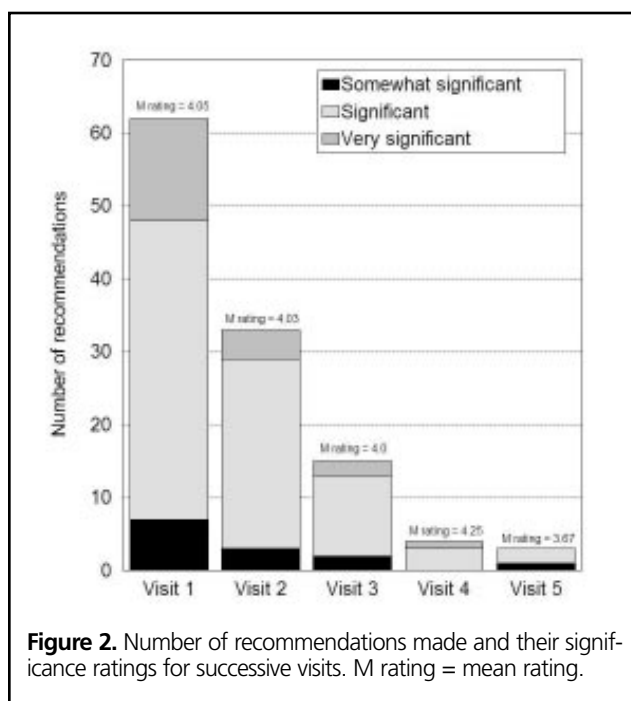 70
60
50
40
30
20
10
0
Number of recommendations
Somewhat significant
Significant
Very significant
M rating = 4.05
M rating = 4.03
M rating = 4.0
M rating = 4.25
M rating = 3.67
Visit 1 Visit 2 Visit 3 Visit 4 Visit 5
Figure 2. Number of recommendations made and their signif-
icance ratings for successive visits. M rating = mean rating.